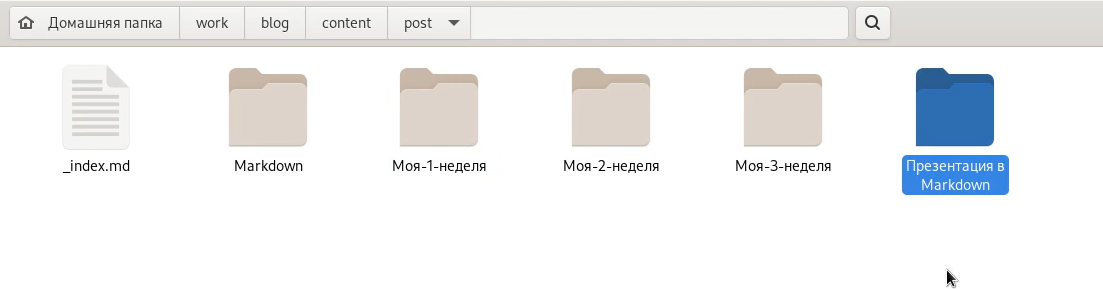 Домашняя папка work blog content post
_index.md Markdown Моя-1-неделя Моя-2-неделя Моя-3-неделя Презентация в
Markdown